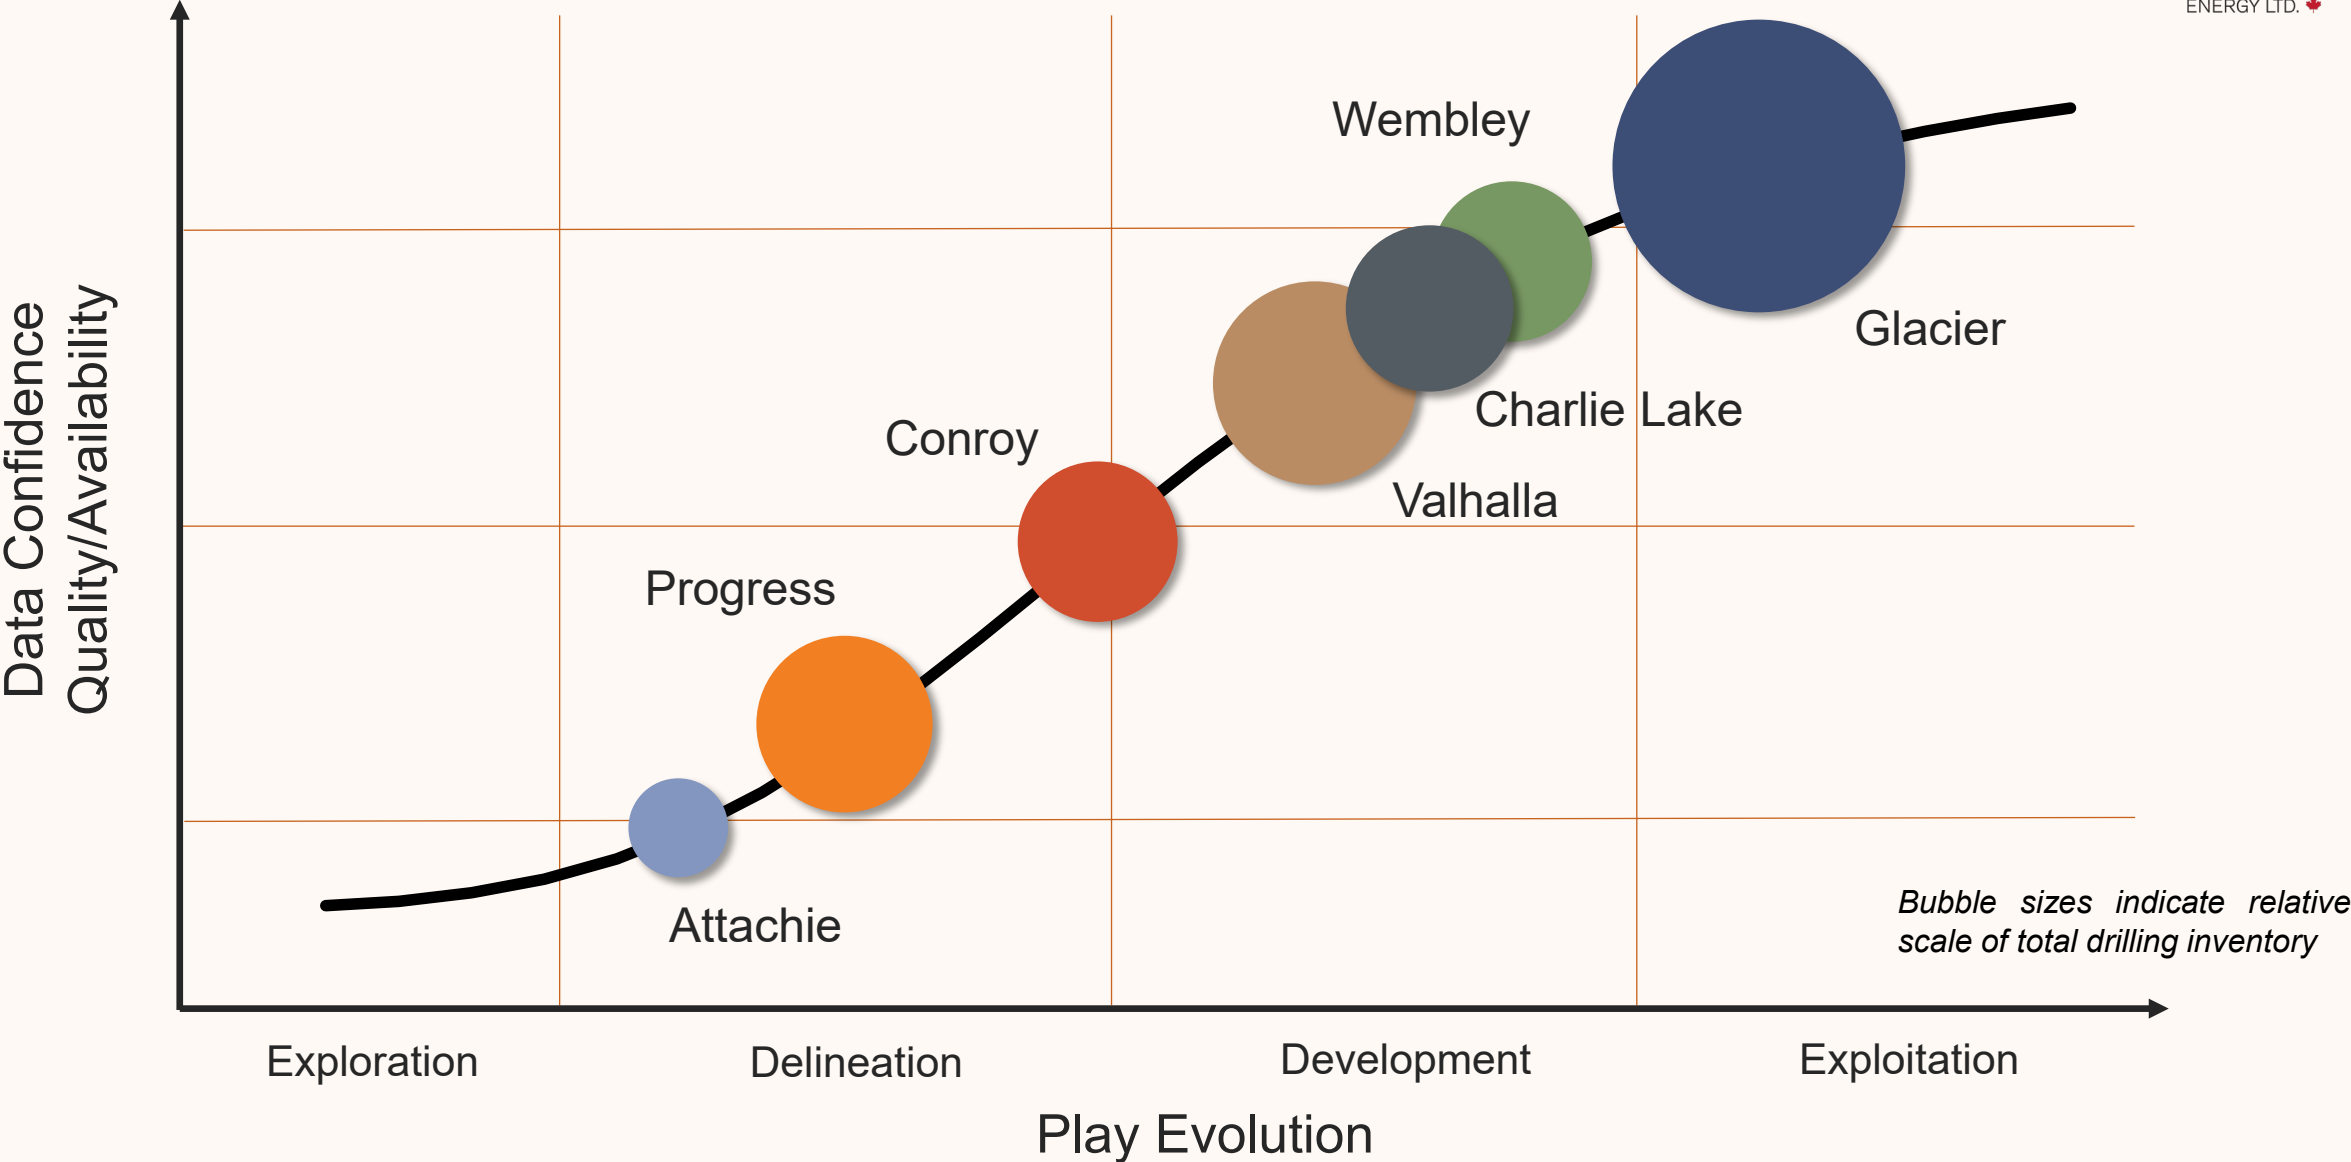 ENERGY LTD.
Wembley
Glacier
Charlie Lake
Conroy
Valhalla
Progress
Attachie
Data Confidence
Quality/Availability
Bubble sizes indicate relative
scale of total drilling inventory
Exploration
Delineation
Development
Exploitation
Play Evolution